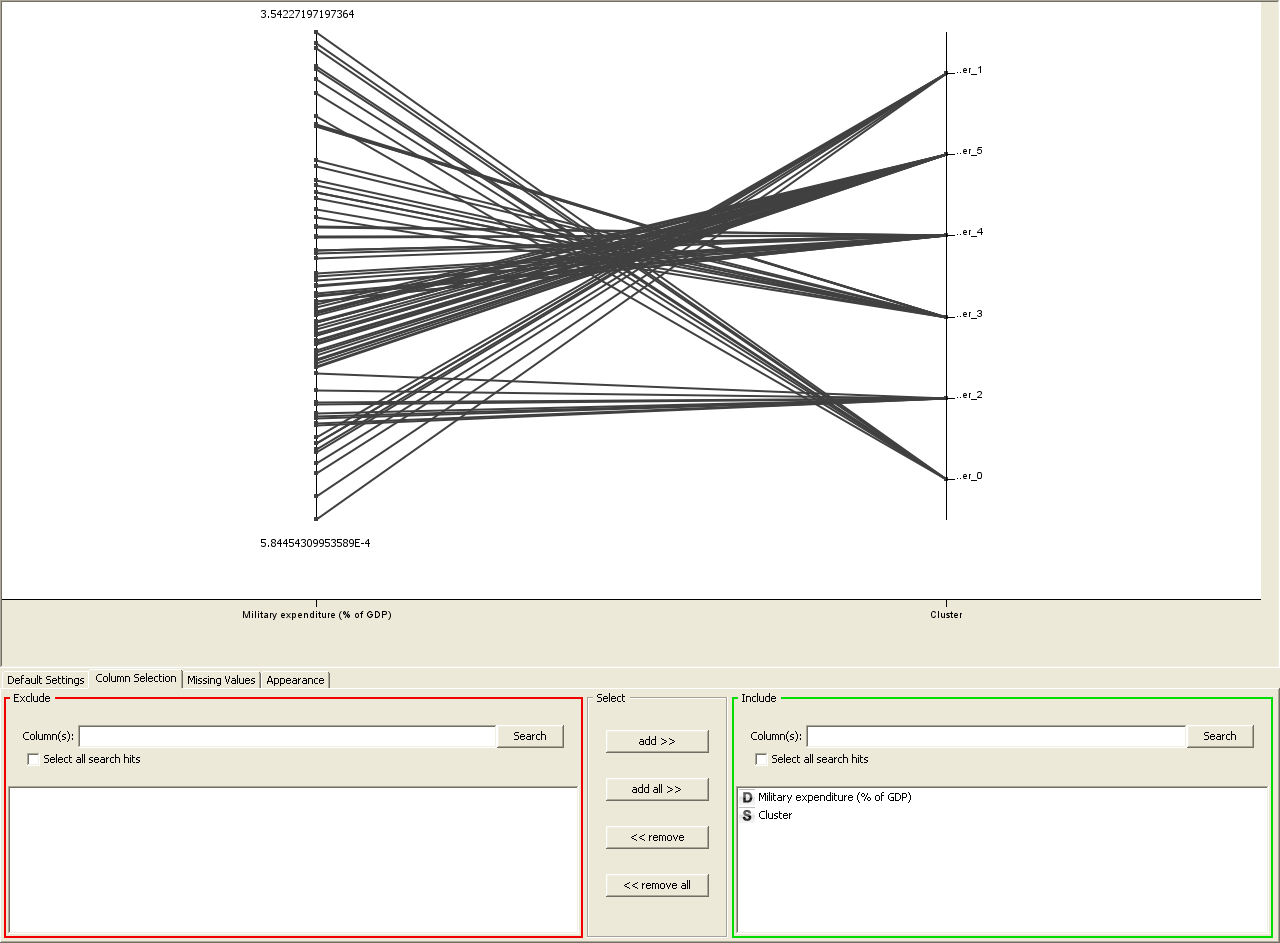 3.54227197197364
..er_1
..er_5
..er_4
..er_3
..er_2
..er_0
5.84454309953589E-4
Military expenditure (% of GDP) Cluster
Default Settings Column Selection Missing Values Appearance
Exclude Select Include
Column(s): Search add >> Column(s): Search
Select all search hits Select all search hits
add all >> D Military expenditure (% of GDP)
S Cluster
<< remove
<< remove all